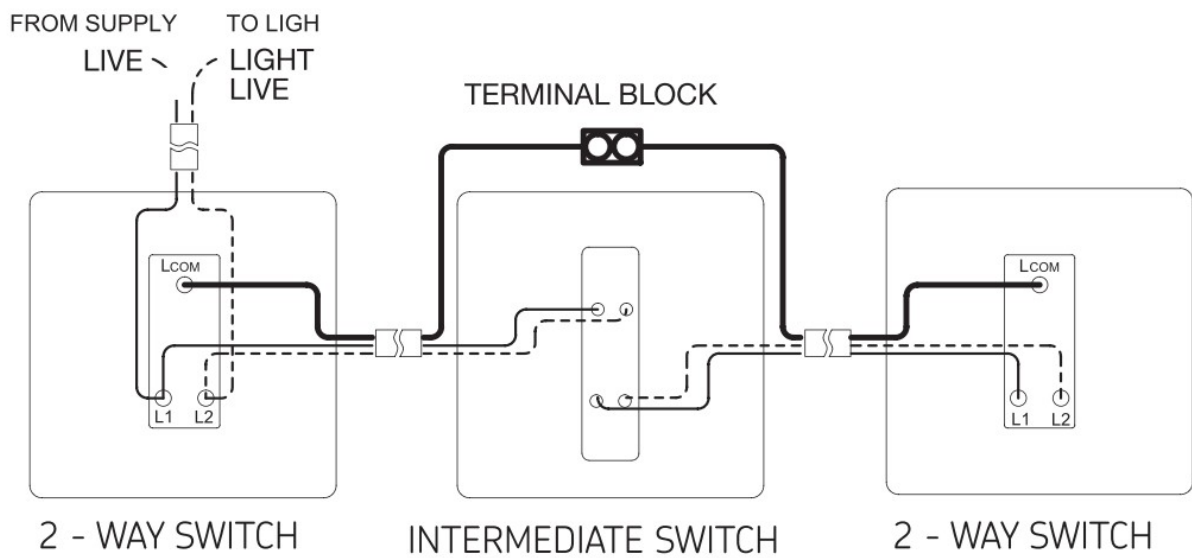 FROM SUPPLY
TO LIGH
LIVE
LIGHT
LIVE
TERMINAL BLOCK
LCOM
L1 L2
LCOM
L1 L2
2 - WAY SWITCH
INTERMEDIATE SWITCH
2 - WAY SWITCH